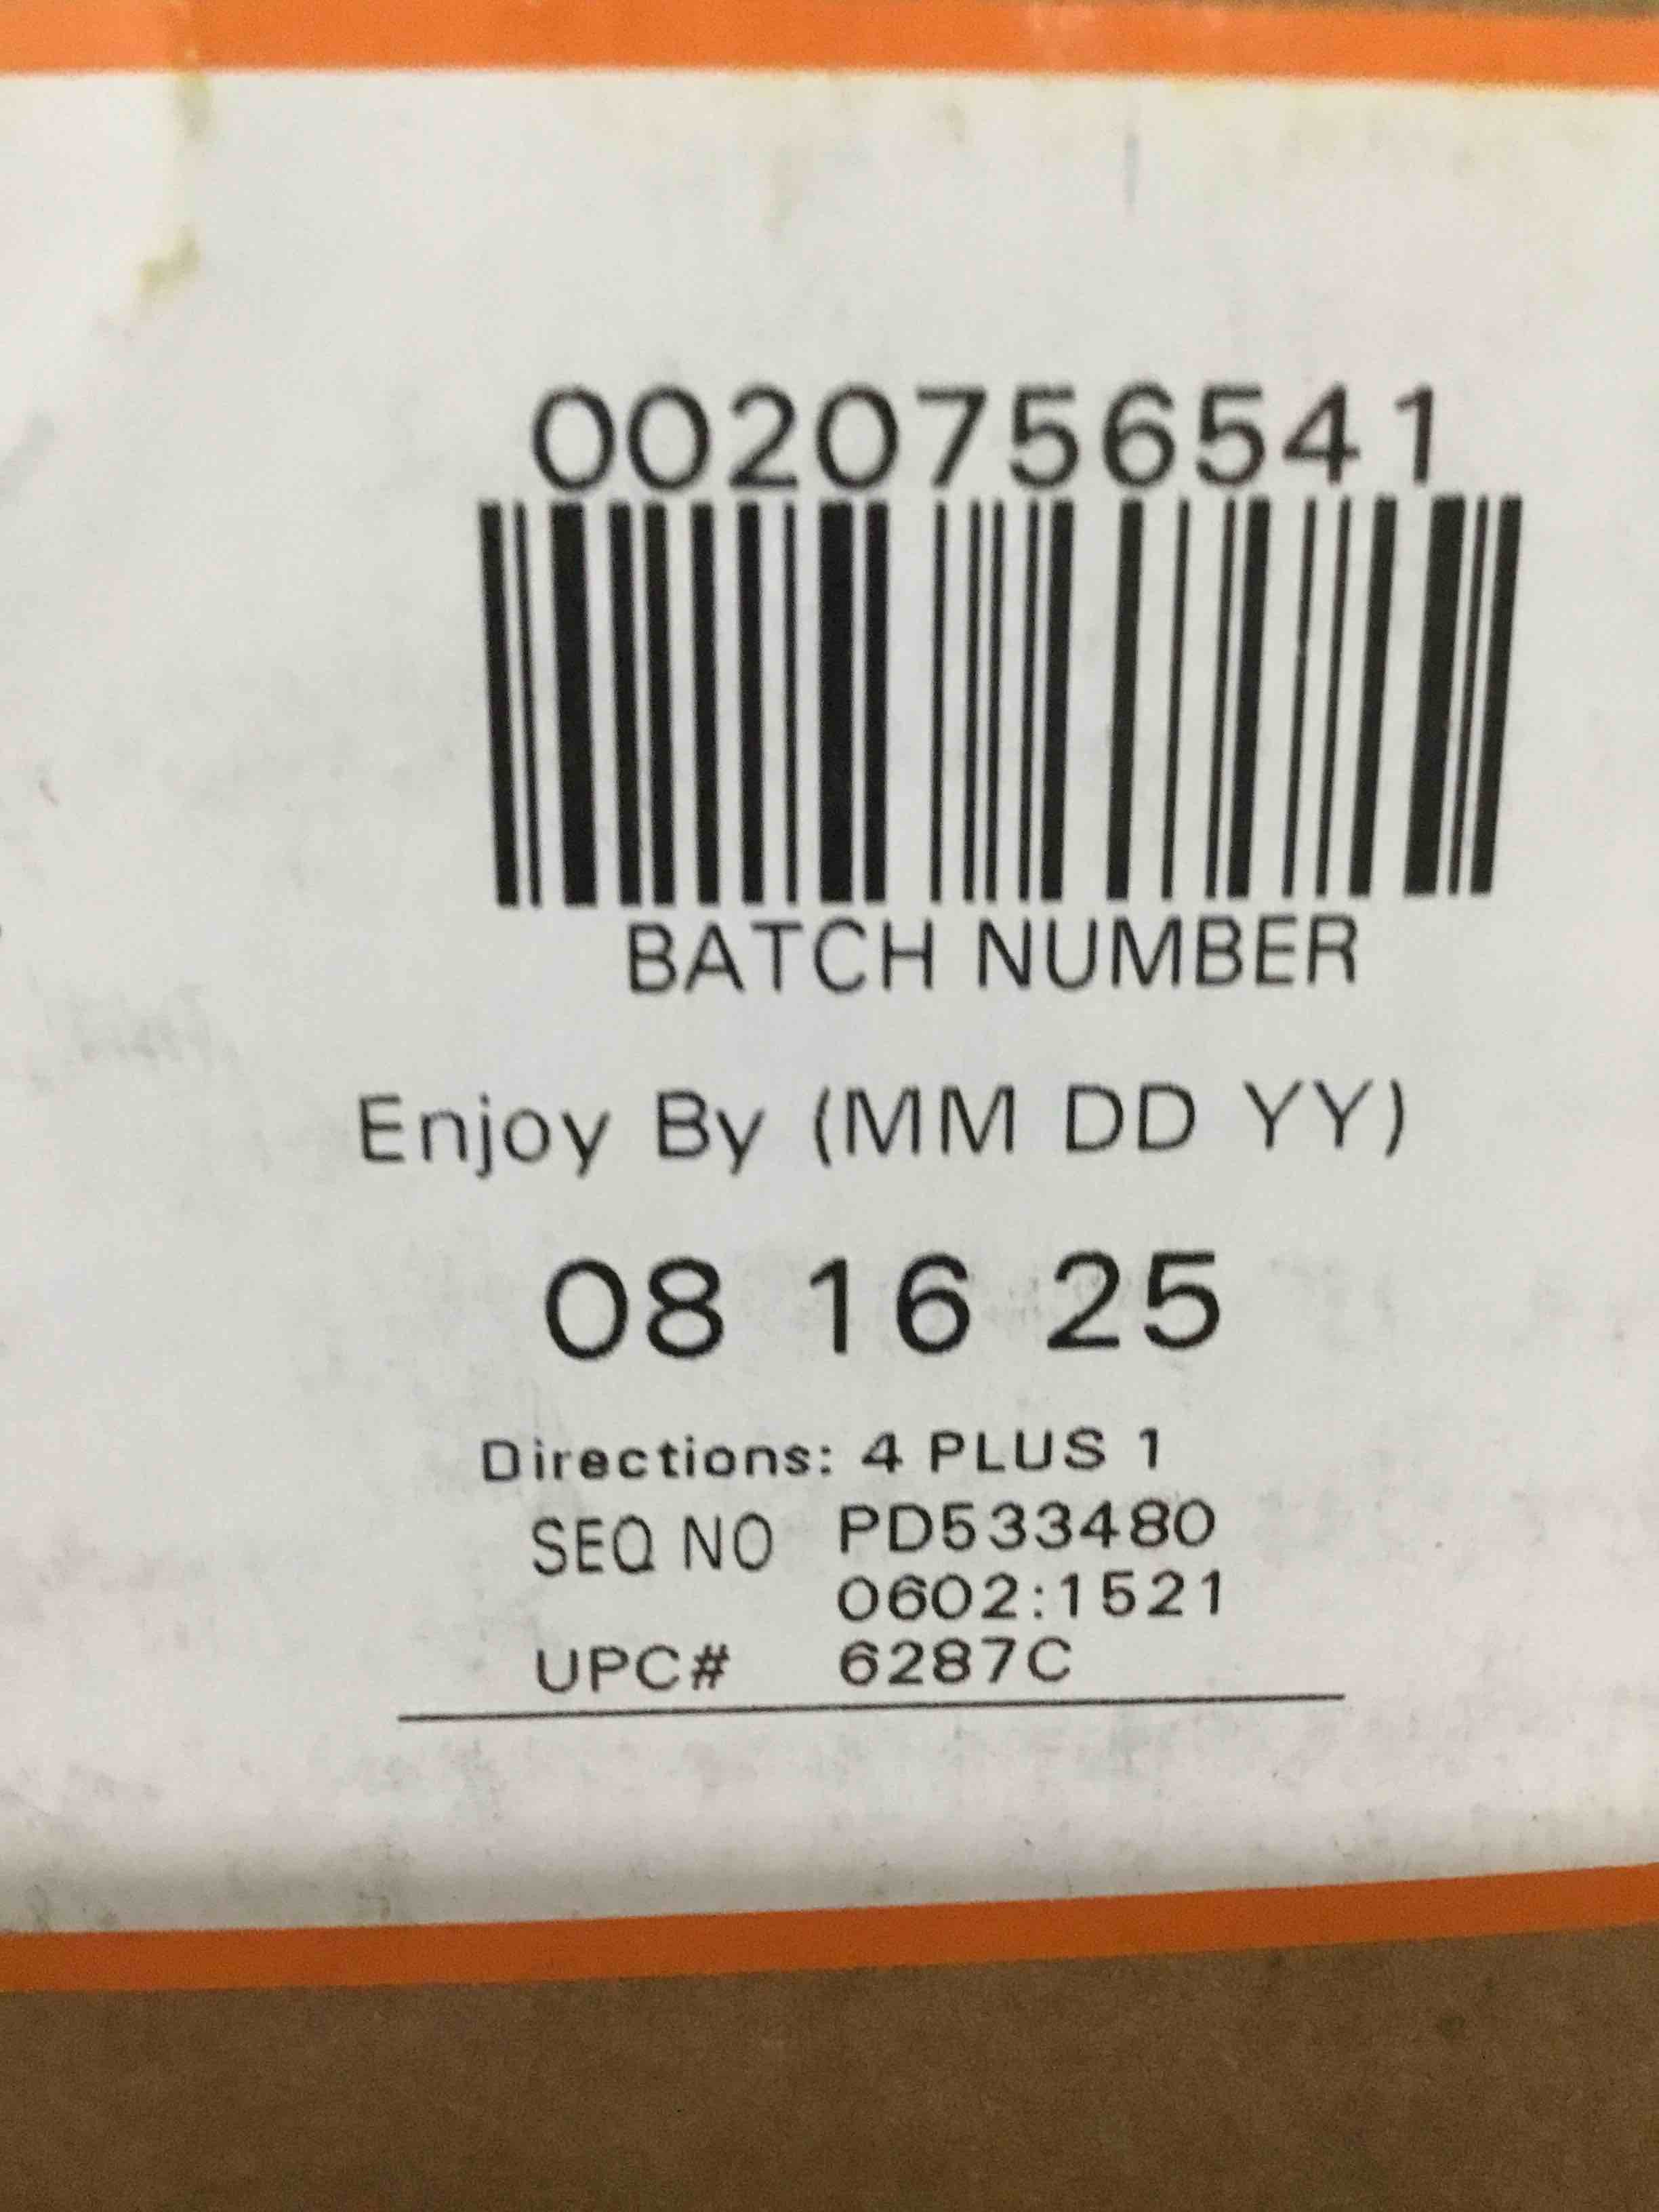 0020756541
BATCH NUMBER
Enjoy By (MM DD YY)
08 16 25
Directions: 4 PLUS 1
SEQ NO PD533480
0602:1521
UPC# 6287C